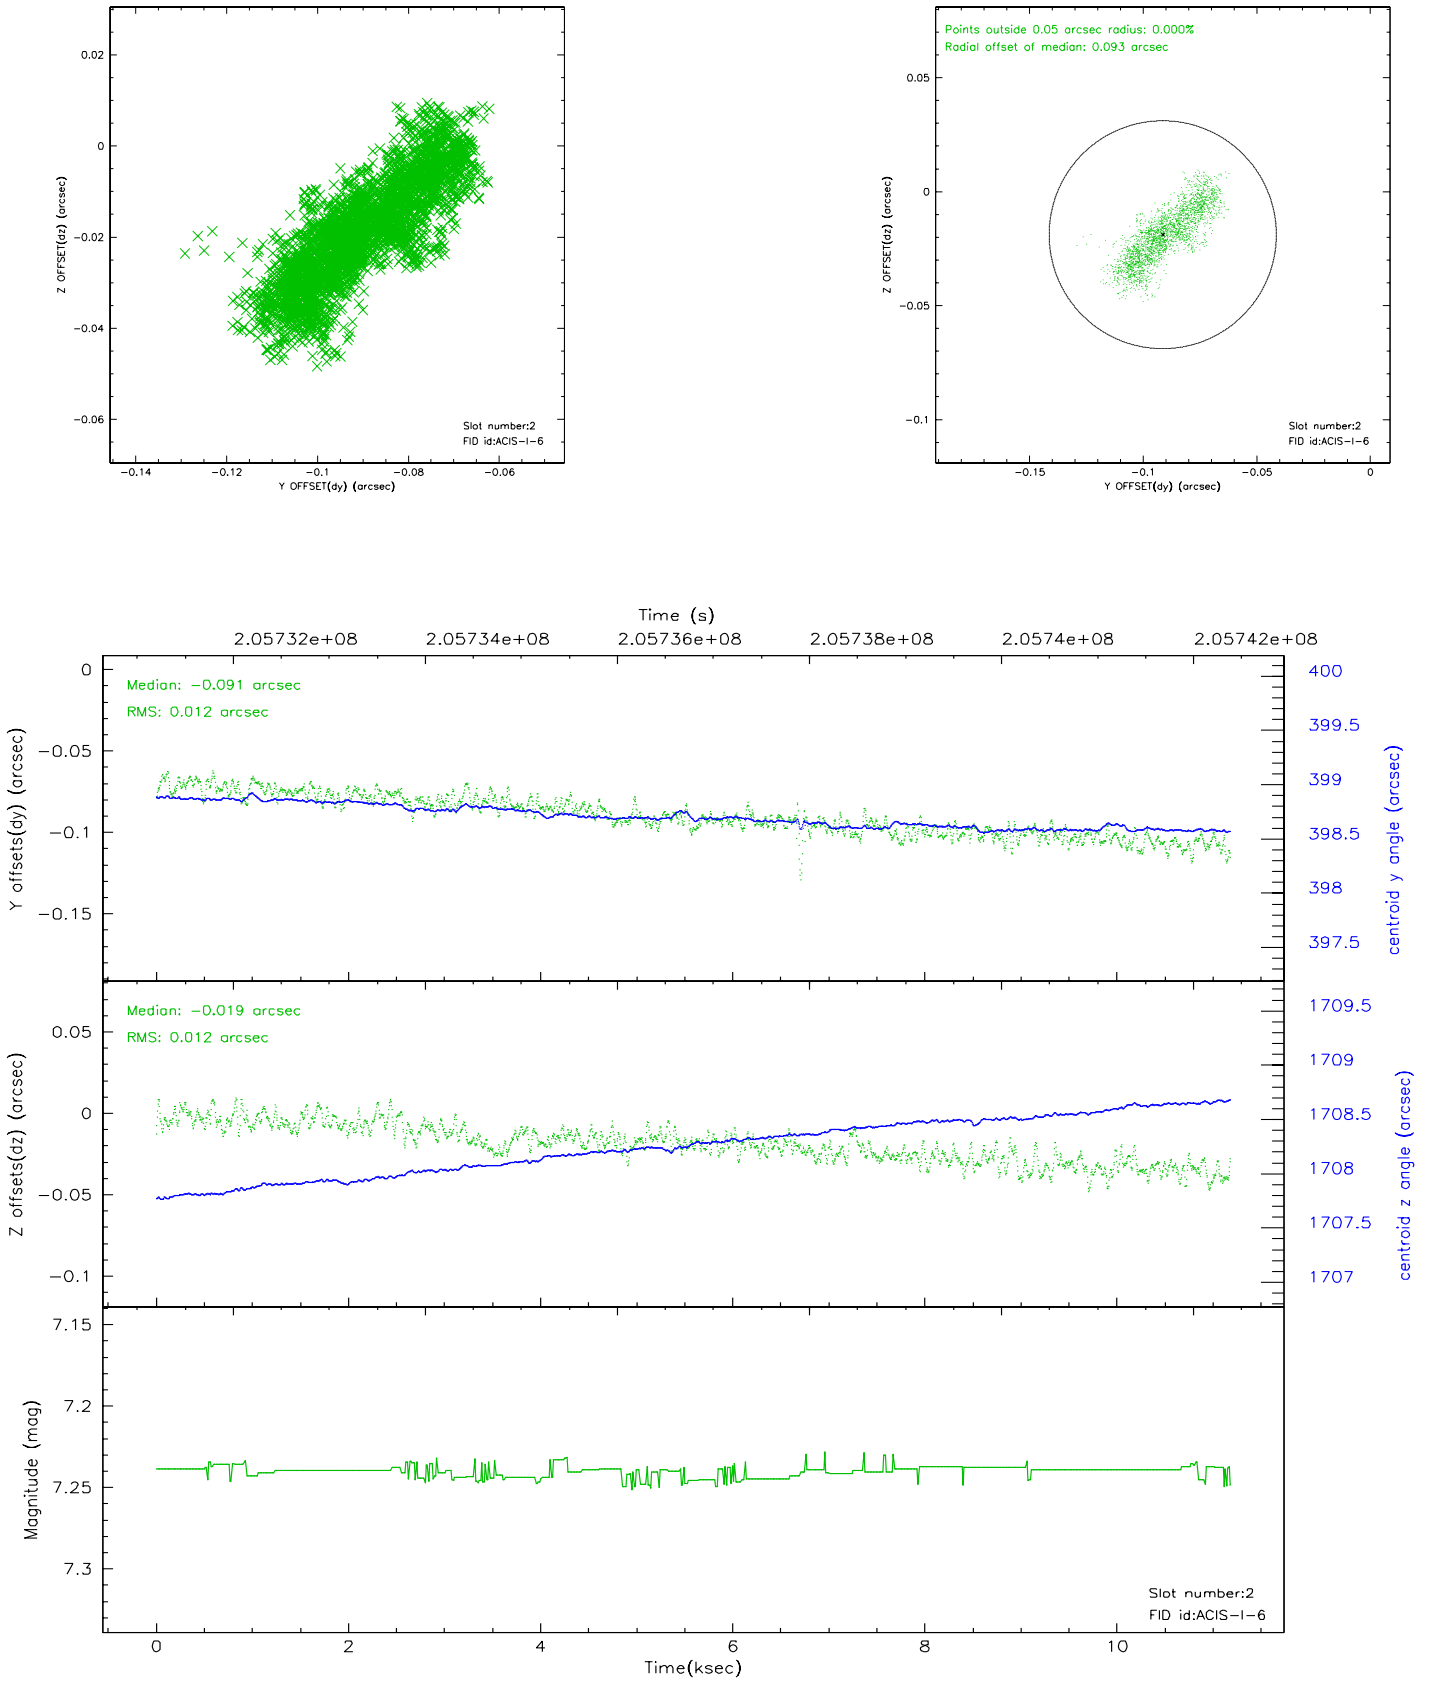 0.02
0
−0.02
−0.04
−0.06
Z OFFSET(dz) (arcsec)
Slot number:2
FID id:ACIS−I−6
−0.14 −0.12 −0.1 −0.08 −0.06
Y OFFSET(dy) (arcsec)
Points outside 0.05 arcsec radius: 0.000%
Radial offset of median: 0.093 arcsec
0.05
0
−0.05
−0.1
Z OFFSET(dz) (arcsec)
Slot number:2
FID id:ACIS−I−6
−0.15 −0.1 −0.05 0
Y OFFSET(dy) (arcsec)
Time (s)
2.05732e+08 2.05734e+08 2.05736e+08 2.05738e+08 2.0574e+08 2.05742e+08
Median: −0.091 arcsec
RMS: 0.012 arcsec
0
−0.05
−0.1
−0.15
Y offsets(dy) (arcsec)
400
399.5
399
398.5
398
397.5
centroid y angle (arcsec)
Median: −0.019 arcsec
RMS: 0.012 arcsec
0.05
0
−0.05
−0.1
Z offsets(dz) (arcsec)
1709.5
1709
1708.5
1708
1707.5
1707
centroid z angle (arcsec)
7.15
7.2
7.25
7.3
Magnitude (mag)
Slot number:2
FID id:ACIS−I−6
0 2 4 6 8 10
Time(ksec)